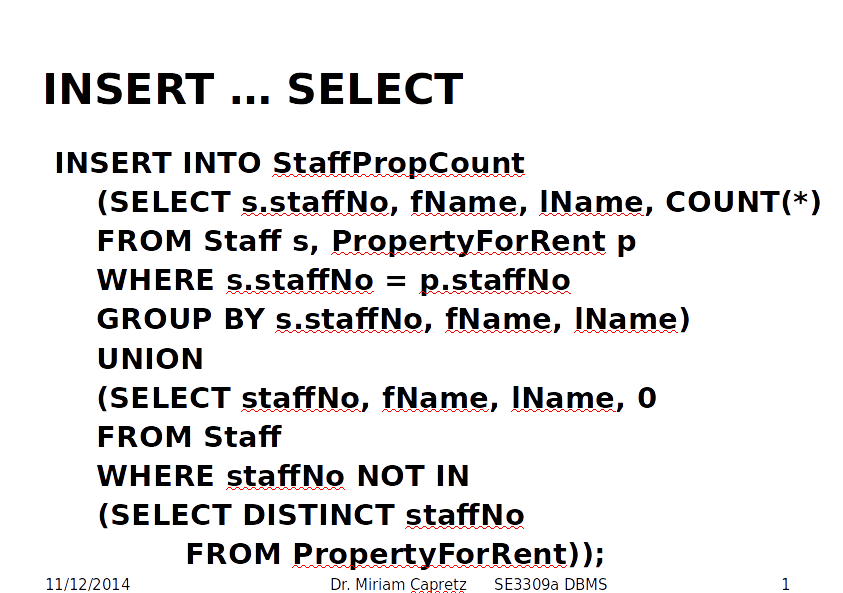 INSERT … SELECT
INSERT INTO StaffPropCount
(SELECT s.staffNo, fName, lName, COUNT(*)
FROM Staff s, PropertyForRent p
WHERE s.staffNo = p.staffNo
GROUP BY s.staffNo, fName, lName)
UNION
(SELECT staffNo, fName, lName, 0
FROM Staff
WHERE staffNo NOT IN
(SELECT DISTINCT staffNo
FROM PropertyForRent));
11/12/2014 Dr. Miriam Capretz SE3309a DBMS 1